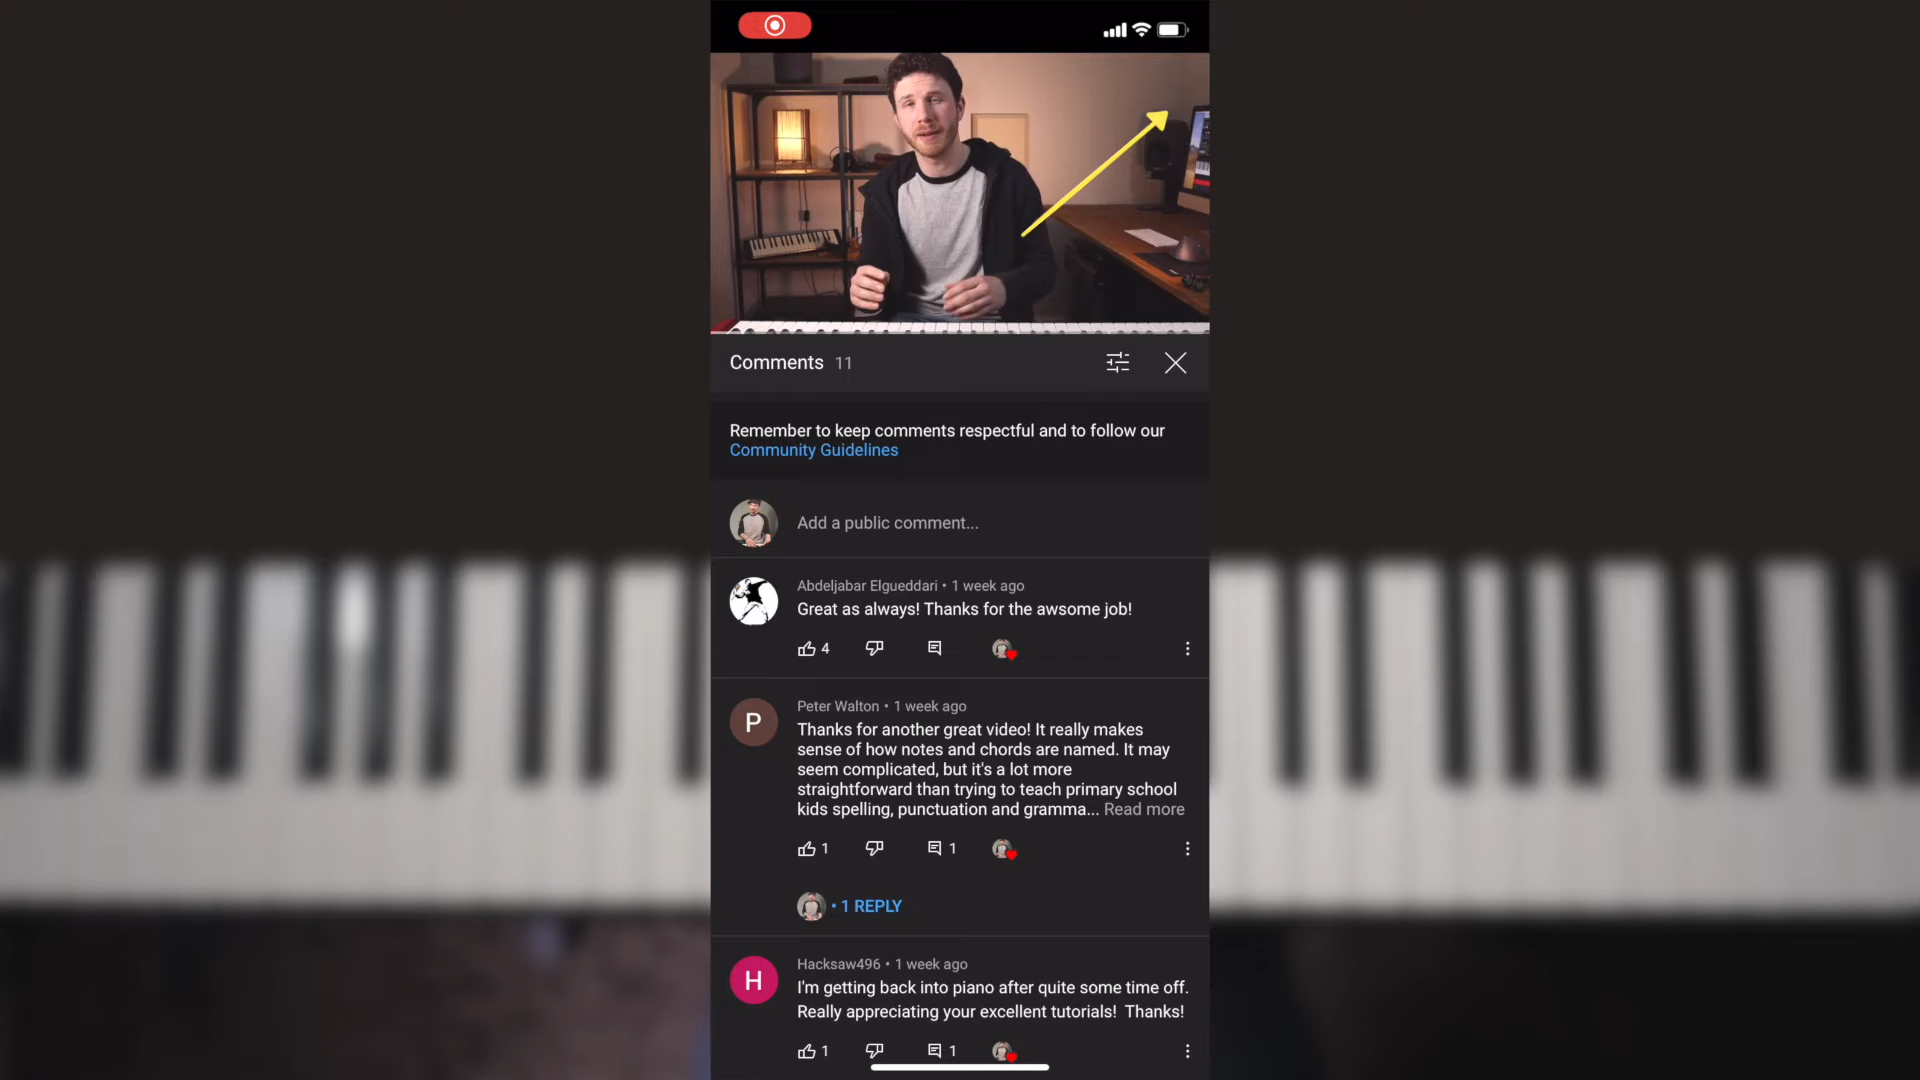 Comments 11
Remember to keep comments respectful and to follow our
Community Guidelines
Add a public comment...
Abdeljabar Elgueddari • 1 week ago
Great as always! Thanks for the awsome job!
4
P
Peter Walton • 1 week ago
Thanks for another great video! It really makes
sense of how notes and chords are named. It may
seem complicated, but it's a lot more
straightforward than trying to teach primary school
kids spelling, punctuation and gramma... Read more
1 1
• 1 REPLY
H
Hacksaw496 • 1 week ago
I'm getting back into piano after quite some time off.
Really appreciating your excellent tutorials! Thanks!
1 1